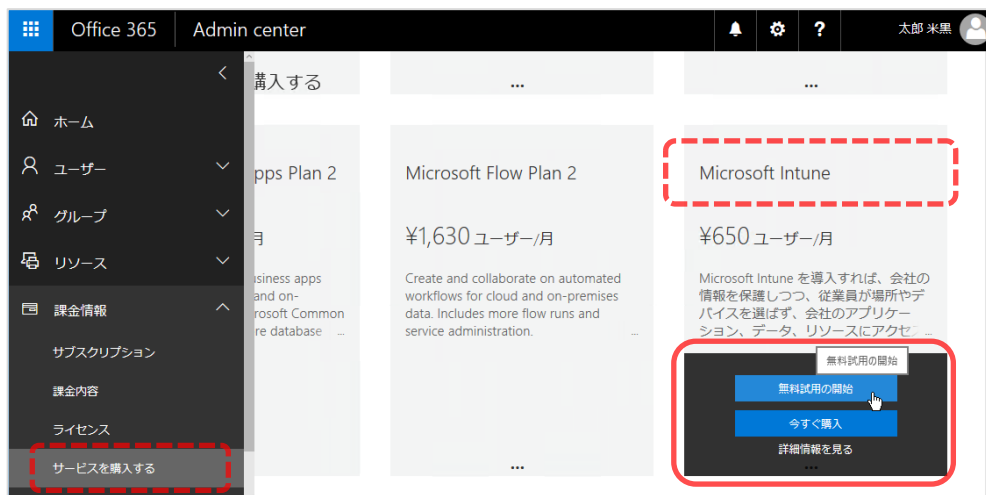 Office 365
Admin center
?
太郎 米黒
ホーム
ユーザー
グループ
リソース
課金情報
サブスクリプション
課金内容
ライセンス
サービスを購入する
購入する
...
...
pps Plan 2
月
usiness apps
and on-
rosoft Common
re database ...
Microsoft Flow Plan 2
¥1,630 ユーザー/月
Create and collaborate on automated
workflows for cloud and on-premises
data. Includes more flow runs and
service administration. ...
...
Microsoft Intune
¥650 ユーザー/月
Microsoft Intune を導入すれば、会社の
情報を保護しつつ、従業員が場所やデ
バイスを選ばず、会社のアプリケー
ション、データ、リソースにアクセ ...
無料試用の開始
無料試用の開始
今すぐ購入
詳細情報を見る
...